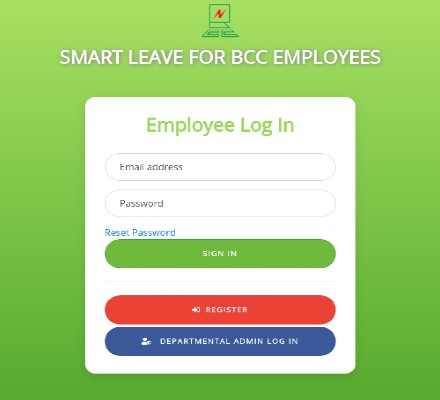 SMART LEAVE FOR BCC EMPLOYEES
Employee Log In
Email address
Password
Reset Password
SIGN IN
REGISTER
DEPARTMENTAL ADMIN LOG IN